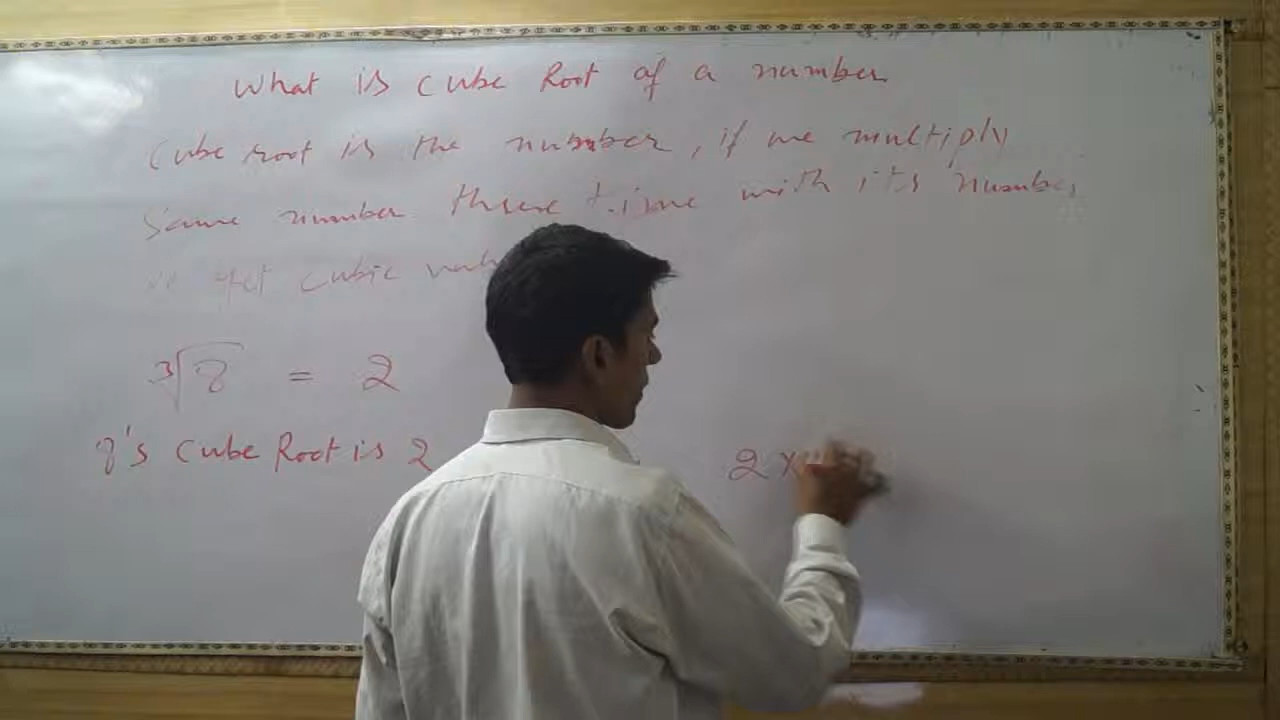 What is cube Root of a number
Cube root is the number, if we multiply
same number three time with its number
get cubic
3√8 = 2
8's Cube Root is 2
2 ×